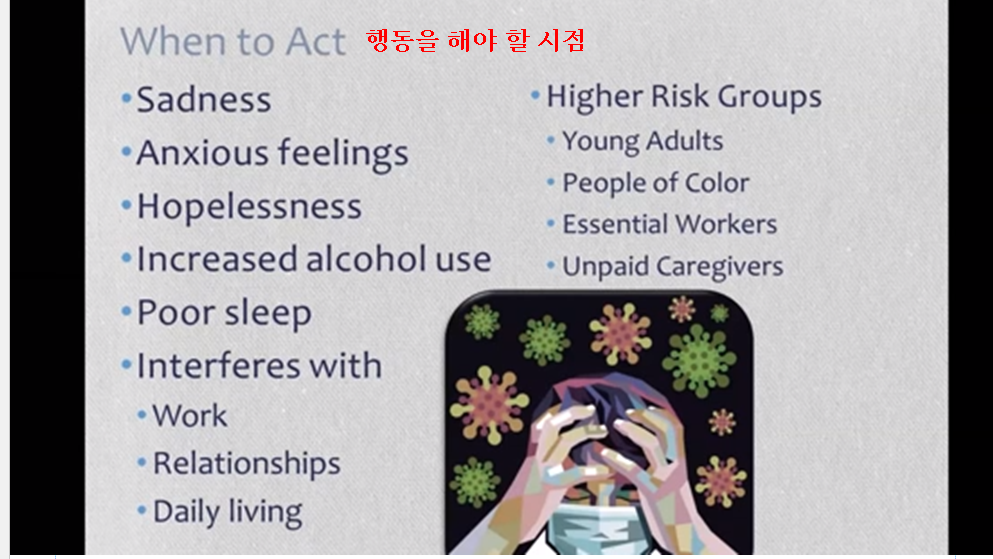 When to Act 행동을 해야 할 시점
•Sadness
•Anxious feelings
•Hopelessness
•Increased alcohol use
•Poor sleep
•Interferes with
•Work
•Relationships
•Daily living
•Higher Risk Groups
•Young Adults
•People of Color
•Essential Workers
•Unpaid Caregivers